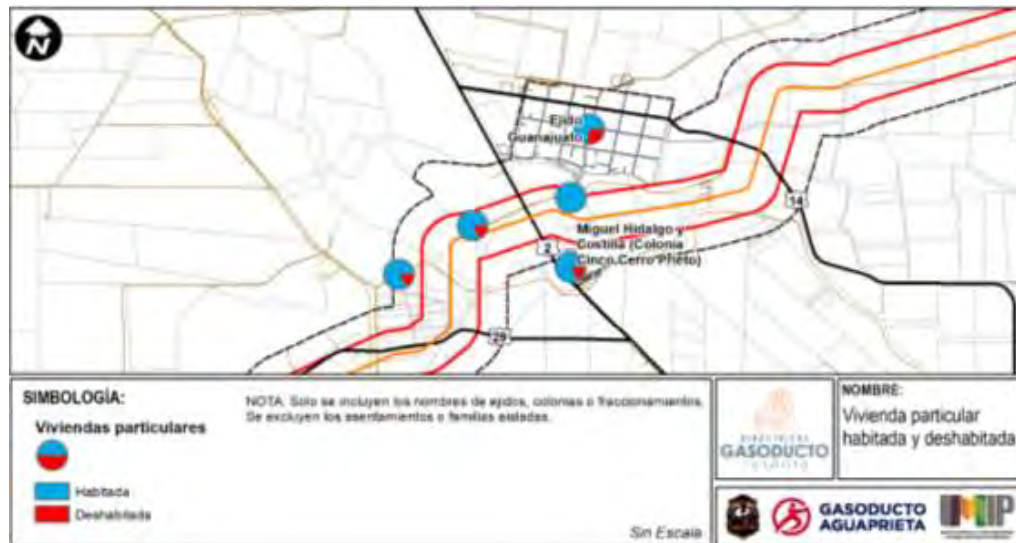 N
Ejido
Guanajuato
14
Miguel Hidalgo y
Costilla (Colonia
Cinco Cerro Prieto)
2
29
SIMBOLOGÍA:
Viviendas particulares
Habitada
Deshabitada
NOTA: Solo se incluyen los nombres de ejidos, colonias o fraccionamientos.
Se excluyen los asentamientos o familias aisladas.
Sin Escala
GASODUCTO
NOMBRE:
Vivienda particular
habitada y deshabitada
GASODUCTO
AGUAPRIETA
IMIP